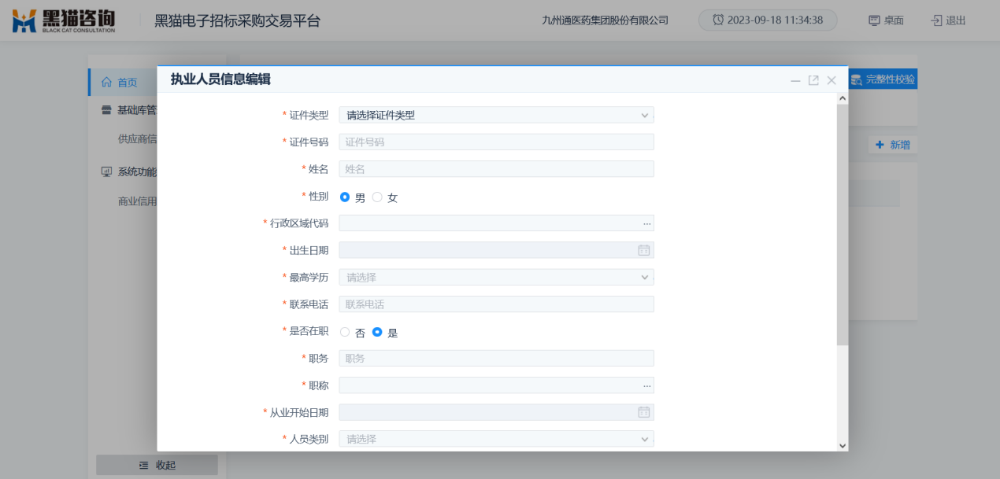 黑猫咨询
BLACK CAT CONSULTATION
黑猫电子招标采购交易平台
九州通医药集团股份有限公司
2023-09-18 11:34:38
桌面
退出
首页
基础库管
供应商信
系统功能
商业信用
收起
完整性校验
新增
执业人员信息编辑
* 证件类型 请选择证件类型
* 证件号码 证件号码
* 姓名 姓名
* 性别 男 女
* 行政区域代码 ...
* 出生日期
* 最高学历 请选择
* 联系电话 联系电话
* 是否在职 否 是
* 职务 职务
* 职称 ...
* 从业开始日期
* 人员类别 请选择